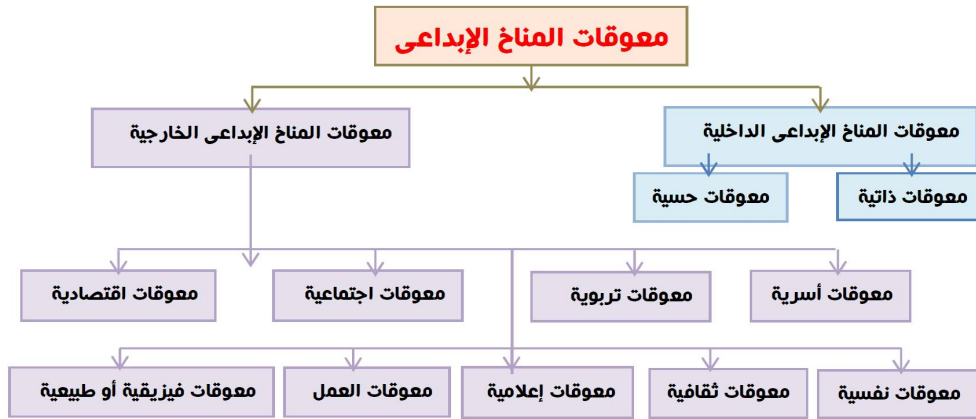 معوقات المناخ الإبداعى
معوقات المناخ الإبداعى الداخلية
معوقات المناخ الإبداعى الخارجية
معوقات ذاتية
معوقات حسية
معوقات أسرية
معوقات تربوية
معوقات اجتماعية
معوقات اقتصادية
معوقات نفسية
معوقات ثقافية
معوقات إعلامية
معوقات العمل
معوقات فيزيقية أو طبيعية